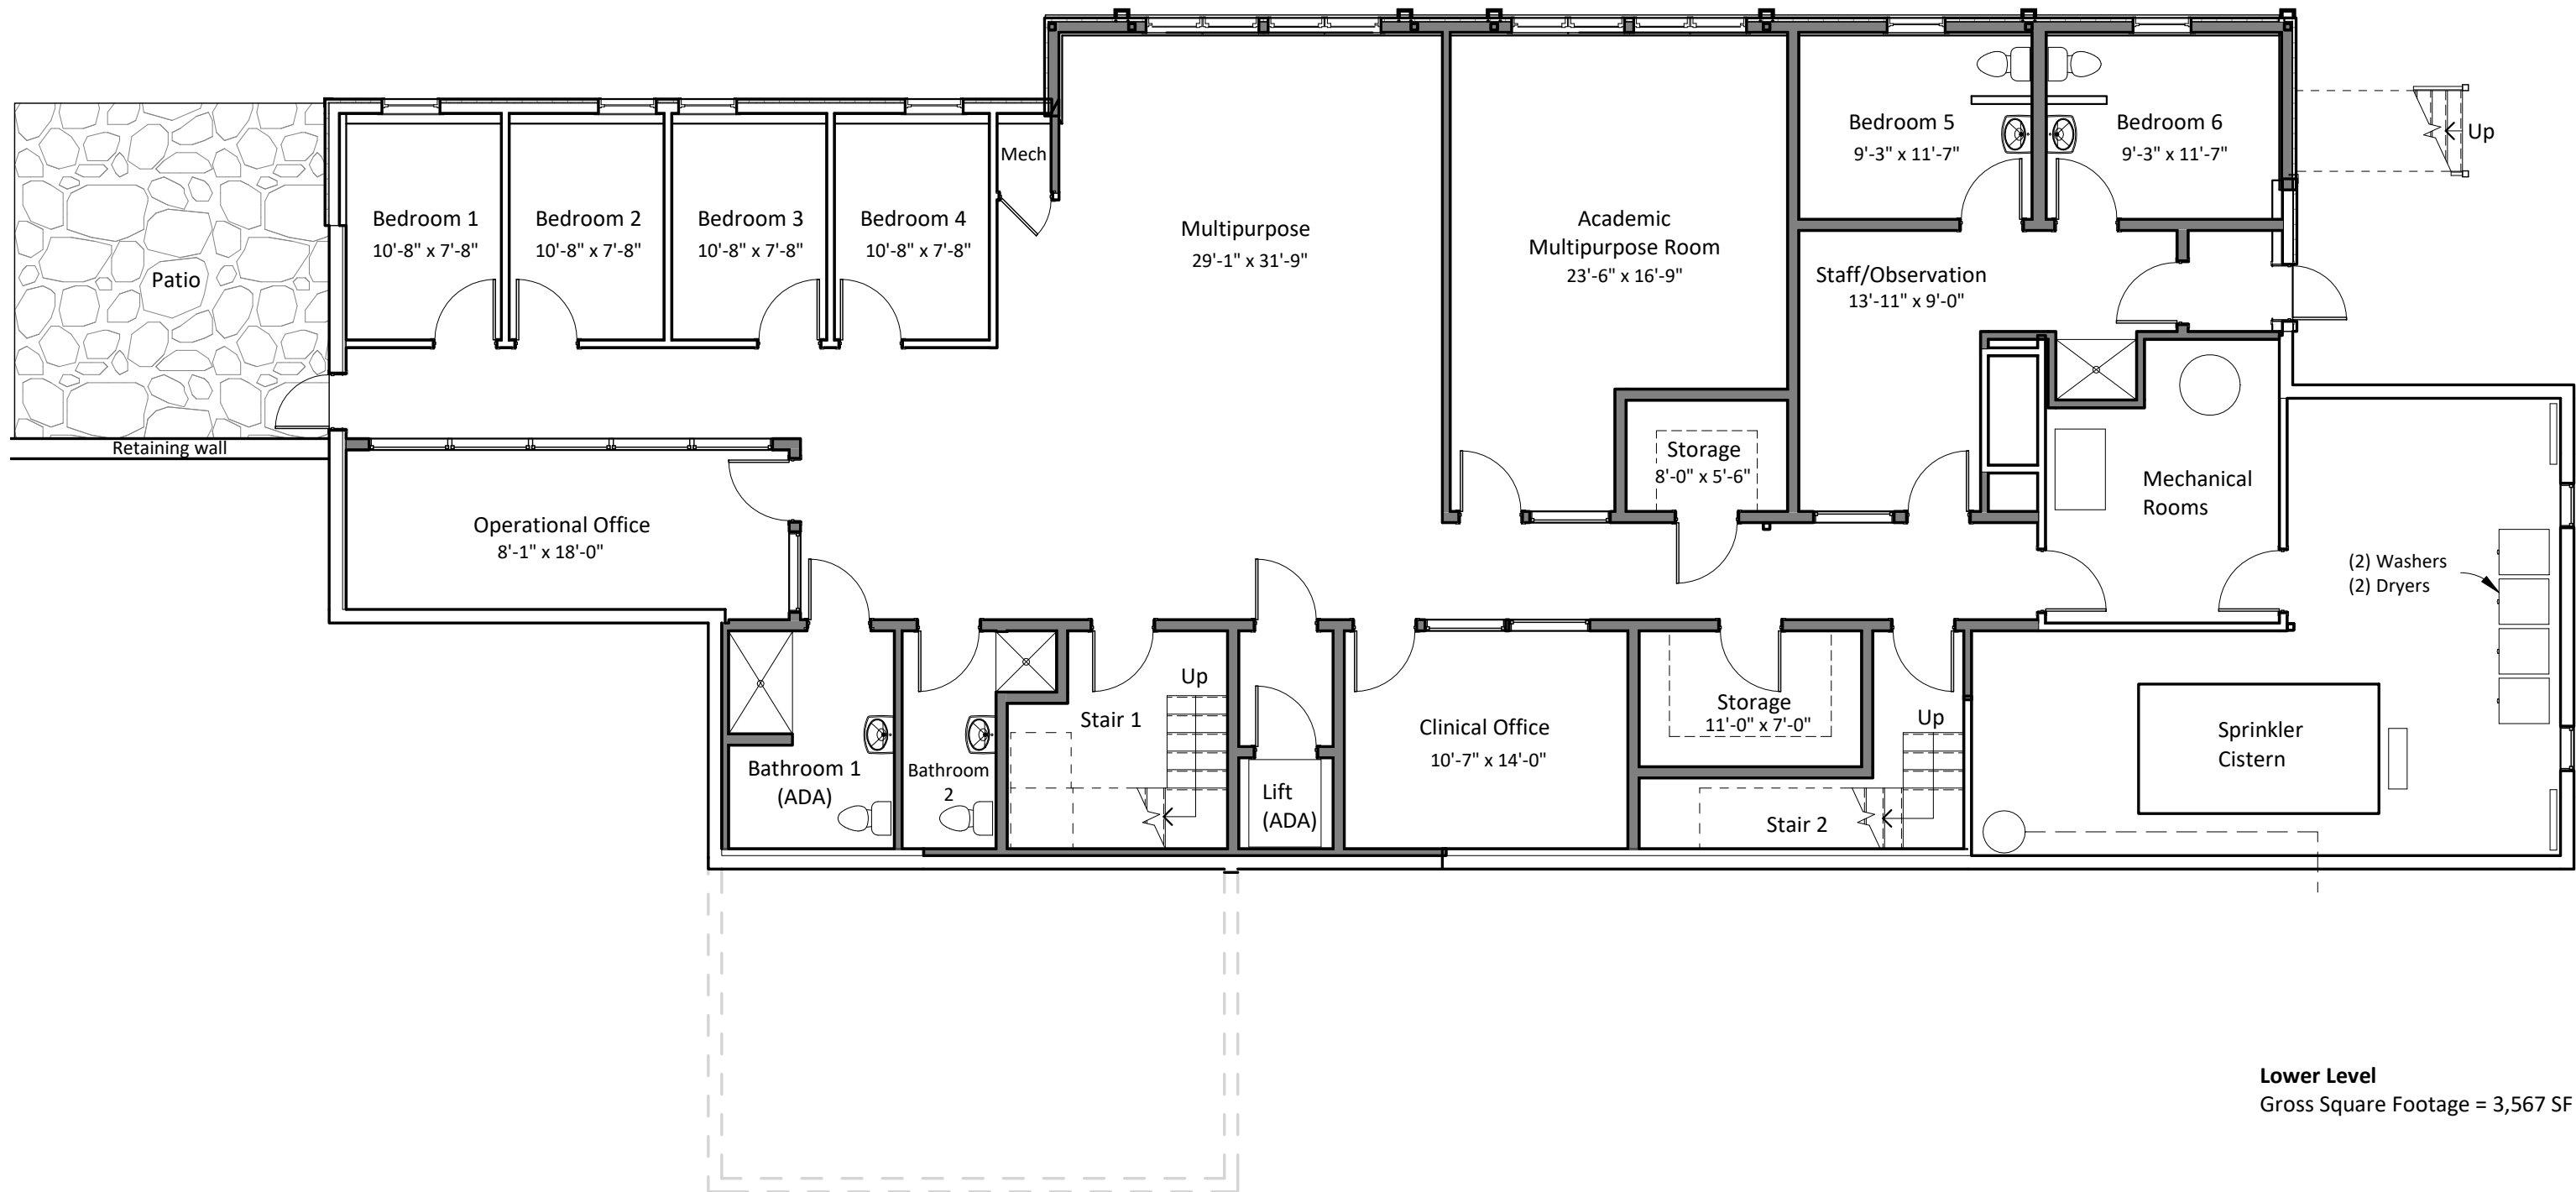 Patio
Retaining wall
Bedroom 1
10'-8" x 7'-8"
Bedroom 2
10'-8" x 7'-8"
Bedroom 3
10'-8" x 7'-8"
Bedroom 4
10'-8" x 7'-8"
Mech
Multipurpose
29'-1" x 31'-9"
Academic
Multipurpose Room
23'-6" x 16'-9"
Bedroom 5
9'-3" x 11'-7"
Bedroom 6
9'-3" x 11'-7"
Up
Staff/Observation
13'-11" x 9'-0"
Storage
8'-0" x 5'-6"
Mechanical
Rooms
(2) Washers
(2) Dryers
Operational Office
8'-1" x 18'-0"
Bathroom 1
(ADA)
Bathroom
2
Stair 1
Up
Lift
(ADA)
Clinical Office
10'-7" x 14'-0"
Storage
11'-0" x 7'-0"
Stair 2
Up
Sprinkler
Cistern
Lower Level
Gross Square Footage = 3,567 SF